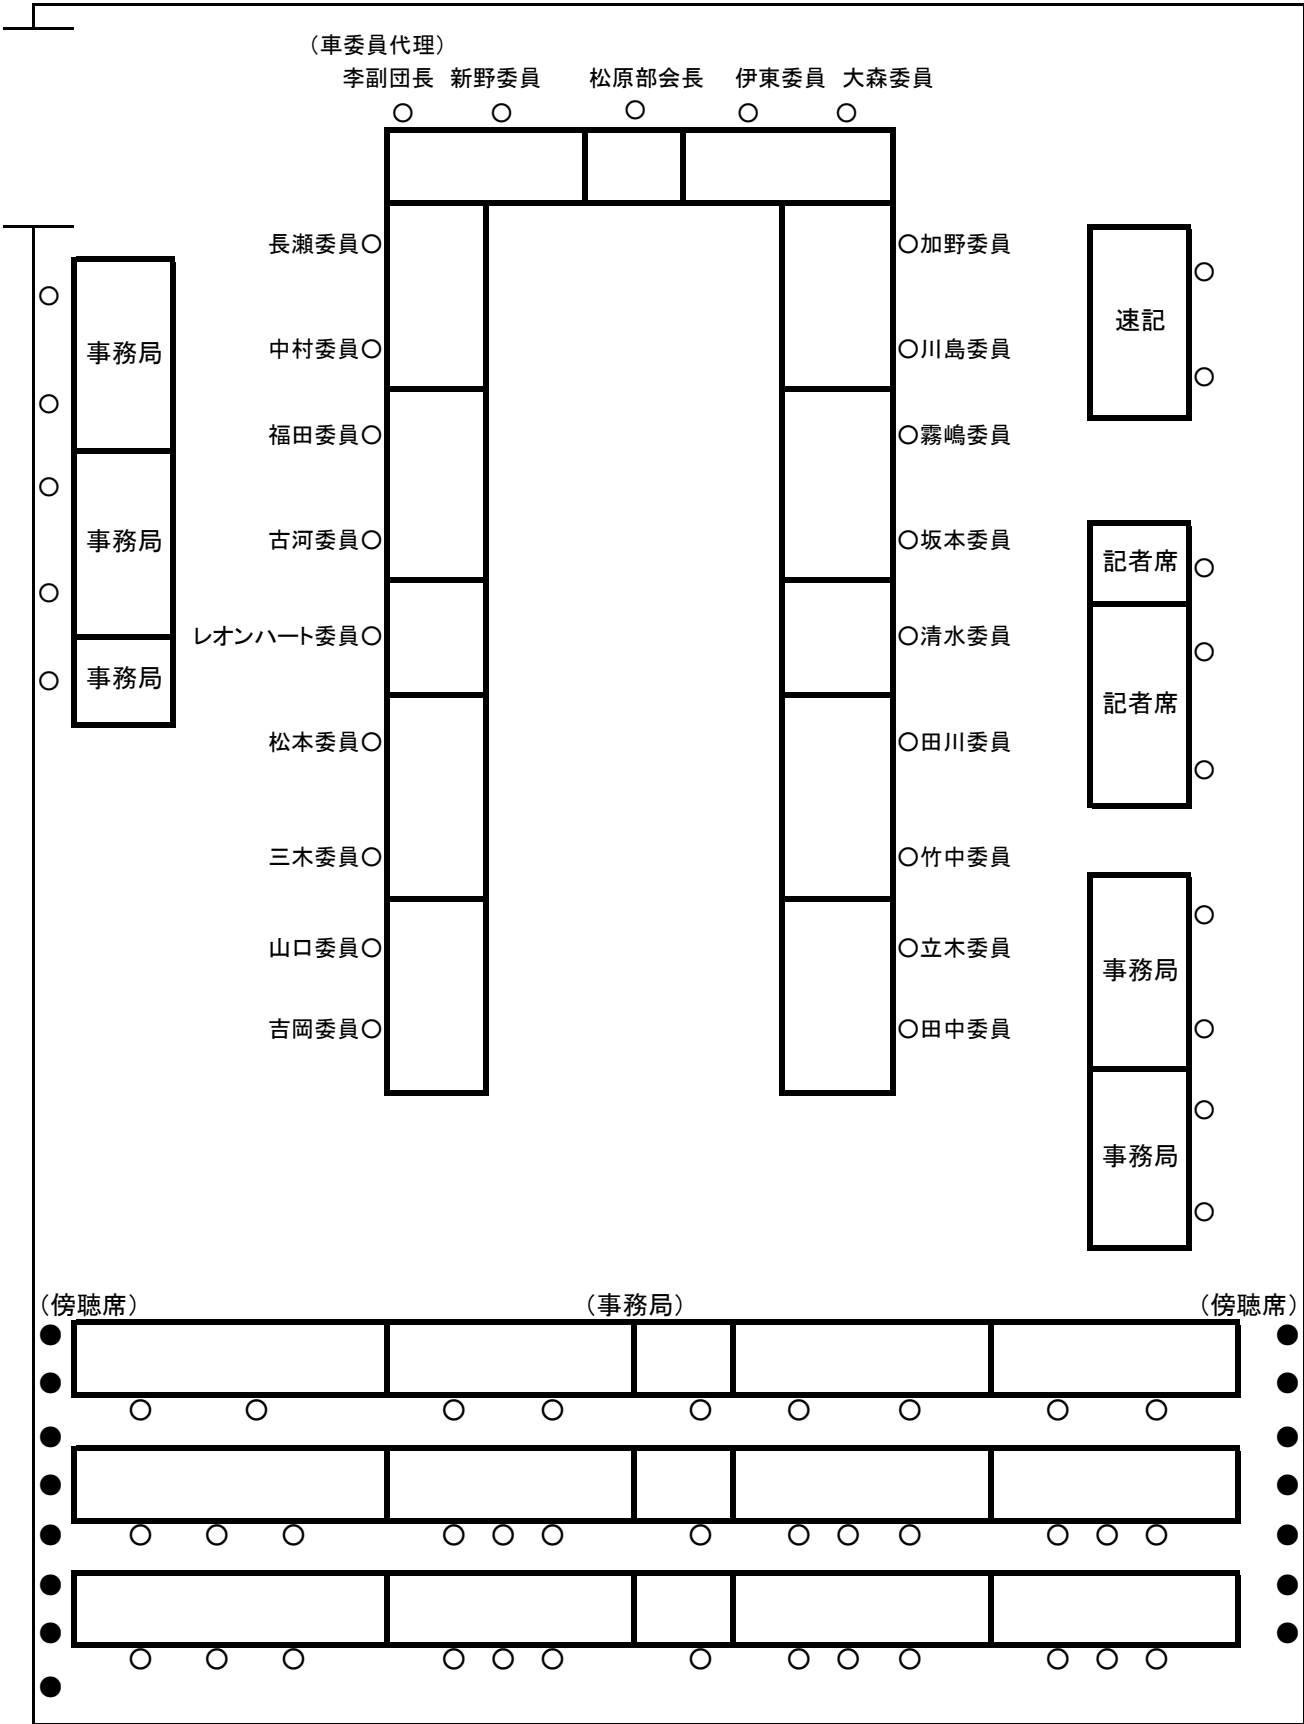 （車委員代理）
李副団長 新野委員 松原部会長 伊東委員 大森委員
○ ○ ○ ○ ○
長瀬委員○ ○加野委員
速記
中村委員○ ○川島委員
事務局
福田委員○ ○霧嶋委員
古河委員○ ○坂本委員
事務局
記者席
レオンハート委員○ ○清水委員
事務局
記者席
松本委員○ ○田川委員
三木委員○ ○竹中委員
山口委員○ ○立木委員
事務局
吉岡委員○ ○田中委員
事務局
（傍聴席） （事務局） （傍聴席）